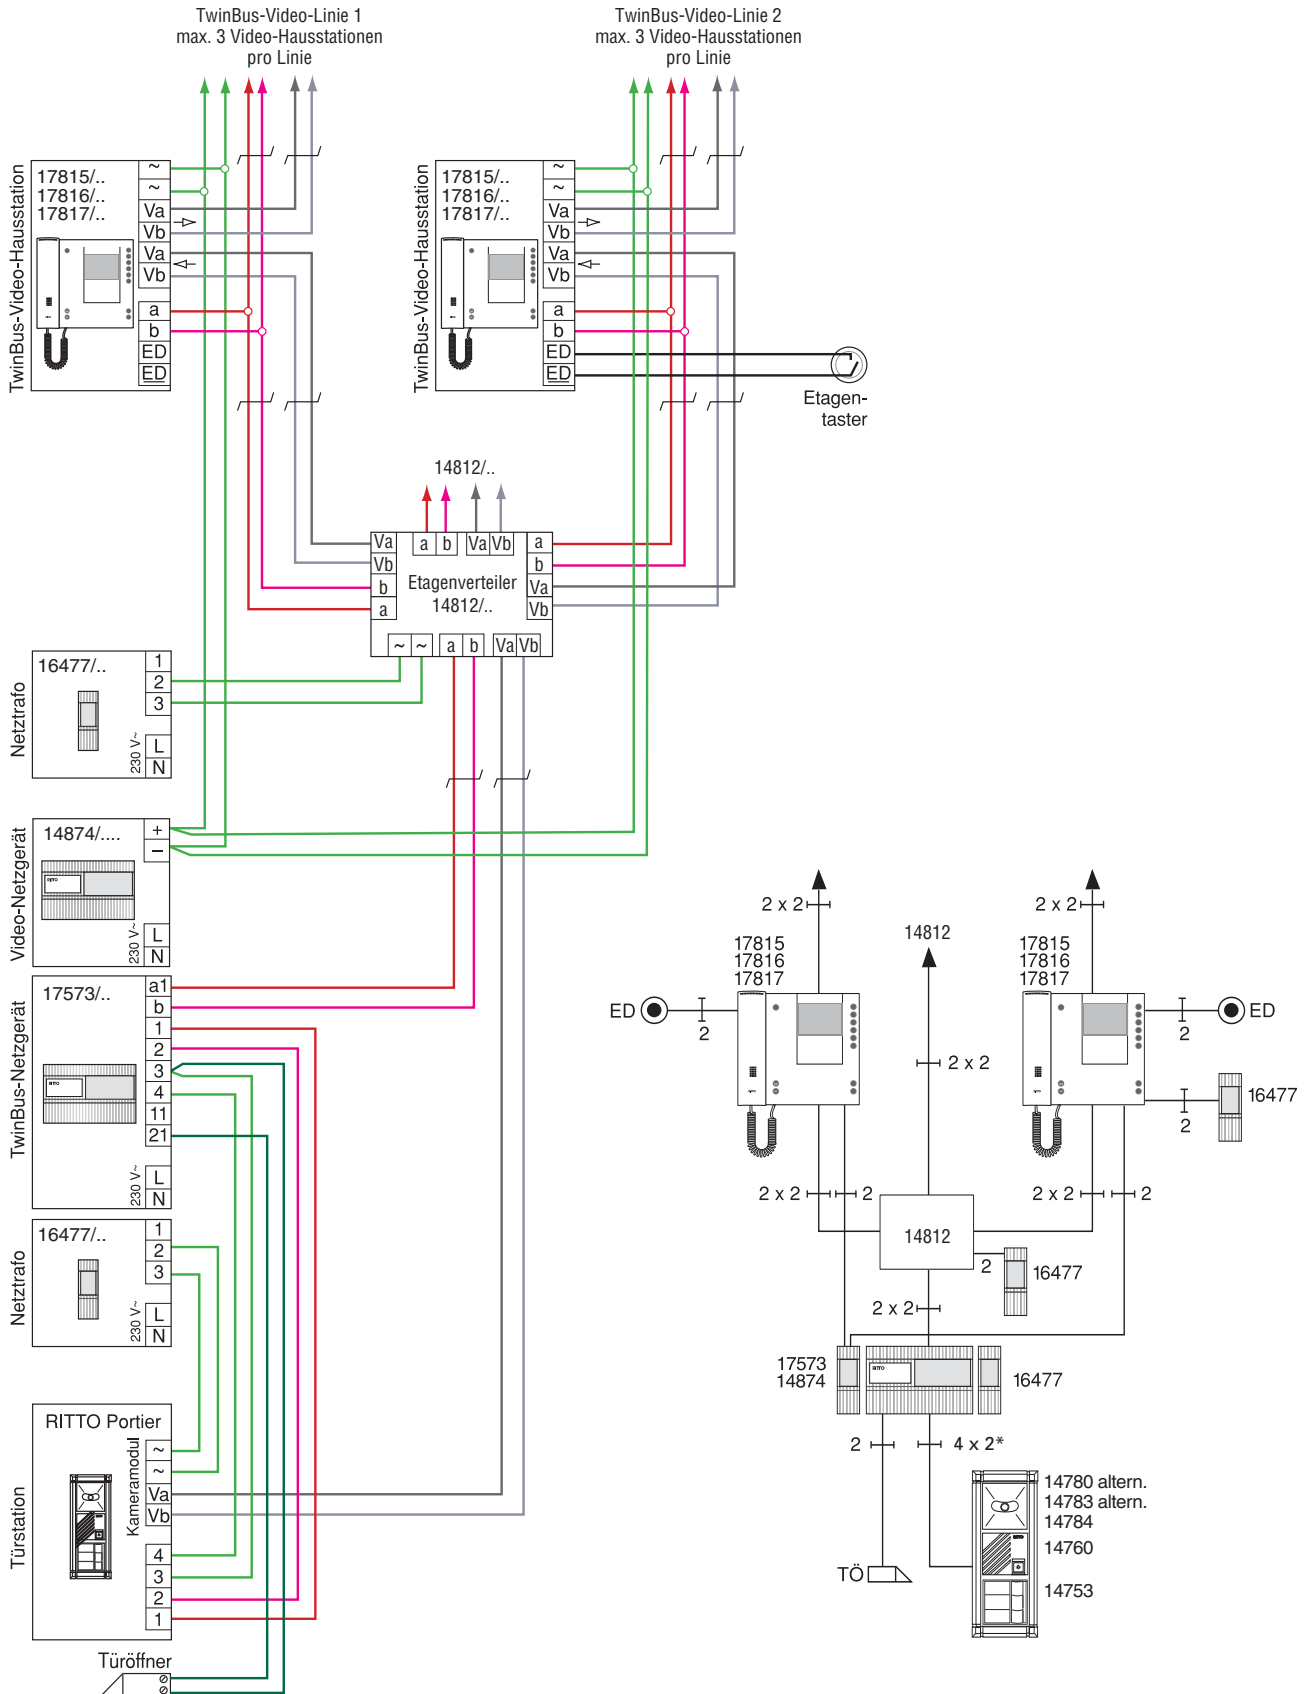 TwinBus-Video-Linie 1
max. 3 Video-Hausstationen
pro Linie
TwinBus-Video-Linie 2
max. 3 Video-Hausstationen
pro Linie
TwinBus-Video-Hausstation
17815/..
17816/..
17817/..
~
~
Va
Vb
Va
Vb
a
b
ED
ED
TwinBus-Video-Hausstation
17815/..
17816/..
17817/..
~
~
Va
Vb
Va
Vb
a
b
ED
ED
Etagen-
taster
14812/..
Va
Vb
b
a
a b Va Vb
a
b
Va
Vb
Etagenverteiler
14812/..
~ ~ a b Va Vb
Netztrafo
16477/..
1
2
3
230 V~
L
N
Video-Netzgerät
14874/....
+
–
RITTO
230 V~
L
N
TwinBus-Netzgerät
17573/..
a1
b
1
2
3
4
11
21
RITTO
230 V~
L
N
Netztrafo
16477/..
1
2
3
230 V~
L
N
Türstation
RITTO Portier
Kameramodul
~
~
Va
Vb
4
3
2
1
Türöffner
2 x 2
2 x 2
14812
17815
17816
17817
17815
17816
17817
ED
2
2
ED
2 x 2
16477
2
2 x 2
2
2 x 2
2
14812
2
16477
2 x 2
17573
14874
RITTO
16477
2
4 x 2*
14780 altern.
14783 altern.
14784
14760
14753
TÖ